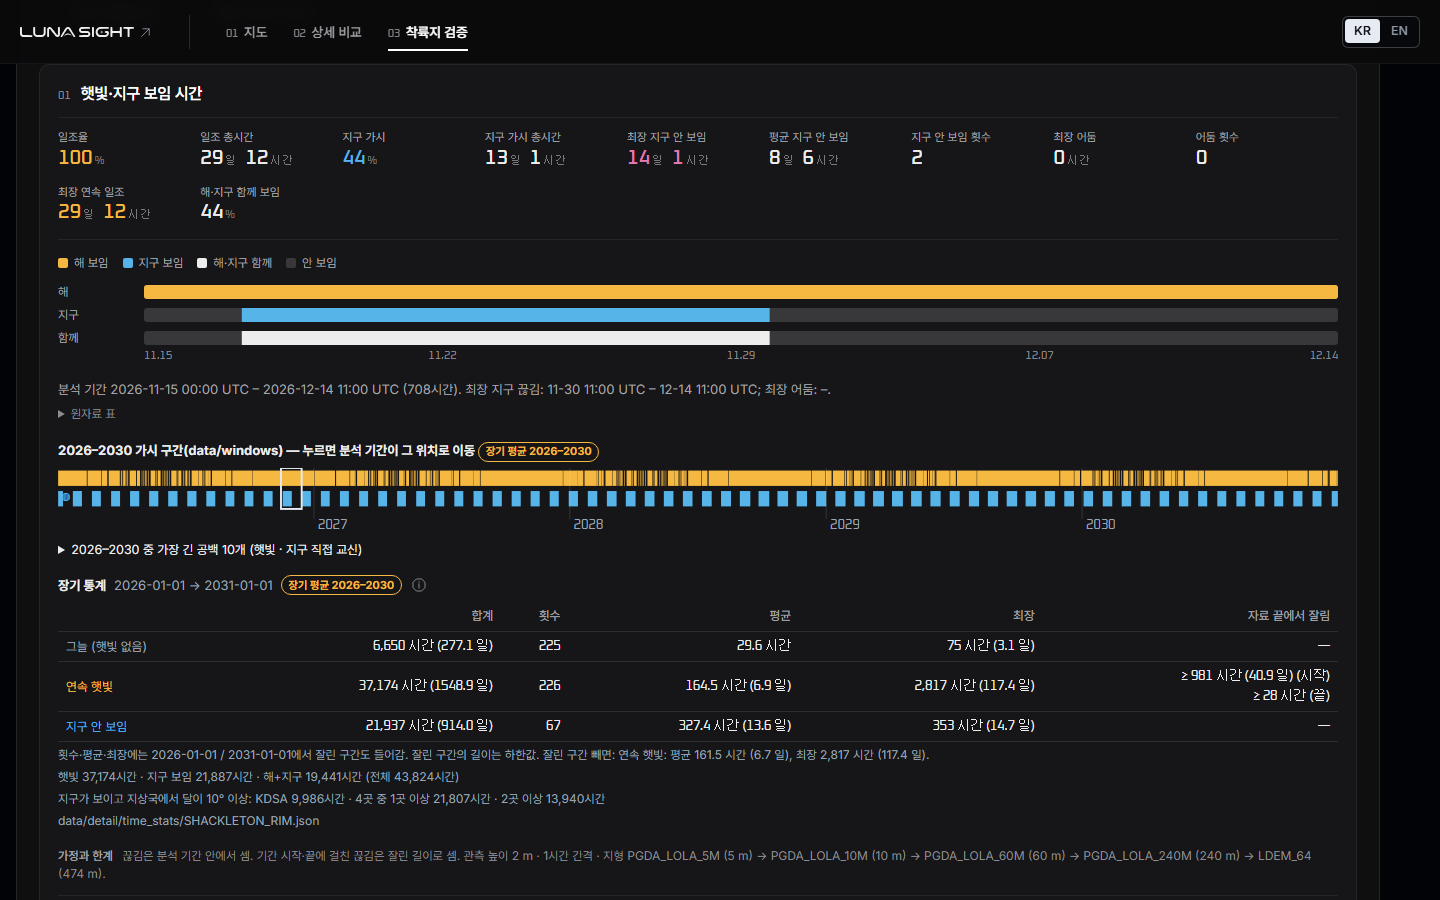 LUNA SIGHT ↗
01 지도
02 상세 비교
03 착륙지 검증
KR EN
01 햇빛·지구 보임 시간
일조율
100%
일조 총시간
29일 12시간
지구 가시
44%
지구 가시 총시간
13일 1시간
최장 지구 안 보임
14일 1시간
평균 지구 안 보임
8일 6시간
지구 안 보임 횟수
2
최장 어둠
0시간
어둠 횟수
0
최장 연속 일조
29일 12시간
해·지구 함께 보임
44%
해 보임 지구 보임 해·지구 함께 안 보임
해
지구
함께
11.15 11.22 11.29 12.07 12.14
분석 기간 2026-11-15 00:00 UTC – 2026-12-14 11:00 UTC (708시간). 최장 지구 끊김: 11-30 11:00 UTC – 12-14 11:00 UTC; 최장 어둠: –.
▶ 원자료 표
2026–2030 가시 구간(data/windows) — 누르면 분석 기간이 그 위치로 이동 장기 평균 2026–2030
2027 2028 2029 2030
▶ 2026–2030 중 가장 긴 공백 10개 (햇빛 · 지구 직접 교신)
장기 통계 2026-01-01 → 2031-01-01 장기 평균 2026–2030 ⓘ
합계 횟수 평균 최장 자료 끝에서 잘림
그늘 (햇빛 없음) 6,650 시간 (277.1 일) 225 29.6 시간 75 시간 (3.1 일) —
연속 햇빛 37,174 시간 (1548.9 일) 226 164.5 시간 (6.9 일) 2,817 시간 (117.4 일) ≥ 981 시간 (40.9 일) (시작)
≥ 28 시간 (끝)
지구 안 보임 21,937 시간 (914.0 일) 67 327.4 시간 (13.6 일) 353 시간 (14.7 일) —
횟수·평균·최장에는 2026-01-01 / 2031-01-01에서 잘린 구간도 들어감. 잘린 구간의 길이는 하한값. 잘린 구간 빼면: 연속 햇빛: 평균 161.5 시간 (6.7 일), 최장 2,817 시간 (117.4 일).
햇빛 37,174시간 · 지구 보임 21,887시간 · 해+지구 19,441시간 (전체 43,824시간)
지구가 보이고 지상국에서 달이 10° 이상: KDSA 9,986시간 · 4곳 중 1곳 이상 21,807시간 · 2곳 이상 13,940시간
data/detail/time_stats/SHACKLETON_RIM.json
가정과 한계 끊김은 분석 기간 안에서 셈. 기간 시작·끝에 걸친 끊김은 잘린 길이로 셈. 관측 높이 2 m · 1시간 간격 · 지형 PGDA_LOLA_5M (5 m) → PGDA_LOLA_10M (10 m) → PGDA_LOLA_60M (60 m) → PGDA_LOLA_240M (240 m) → LDEM_64
(474 m).